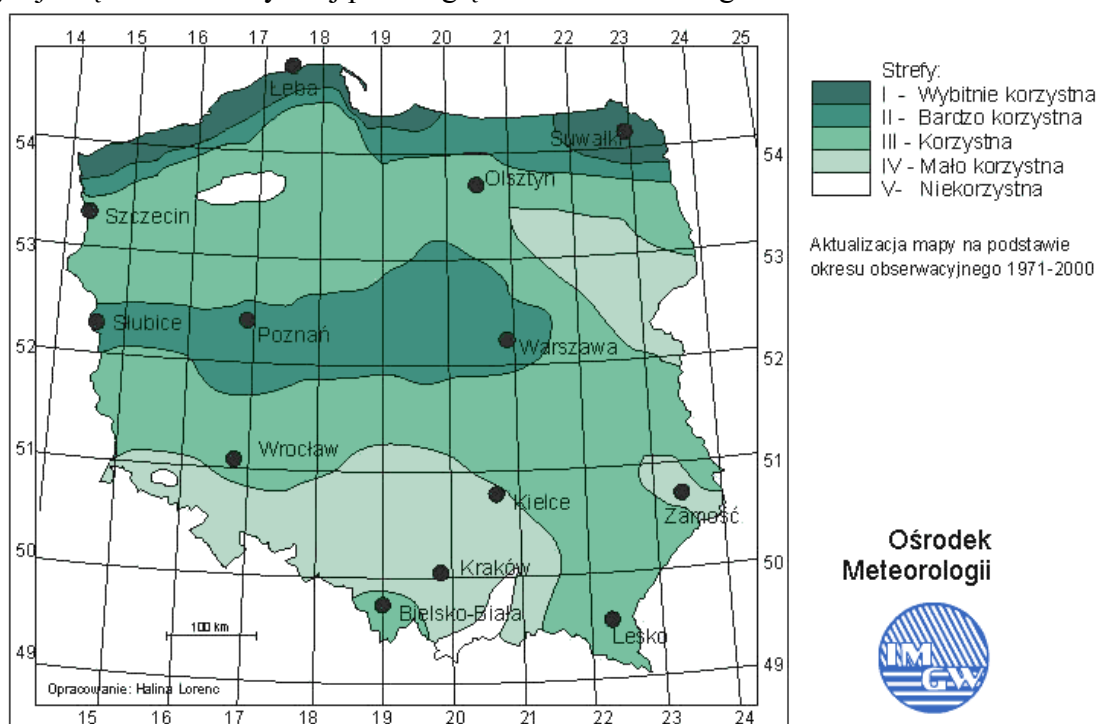 14 15 16 17 18 19 20 21 22 23 24 25
Łeba
54 Suwałki 54
Olsztyn
Szczecin
53 53
Słubice Poznań
52 Warszawa 52
Wrocław
51 51
Kielce Zamość
50 50
Kraków
Bielsko-Biała
Lesko
100 km
49 49
Opracowanie: Halina Lorenc
15 16 17 18 19 20 21 22 23 24
Strefy:
I - Wybitnie korzystna
II - Bardzo korzystna
III - Korzystna
IV - Mało korzystna
V- Niekorzystna
Aktualizacja mapy na podstawie
okresu obserwacyjnego 1971-2000
Ośrodek
Meteorologii
IM
GW